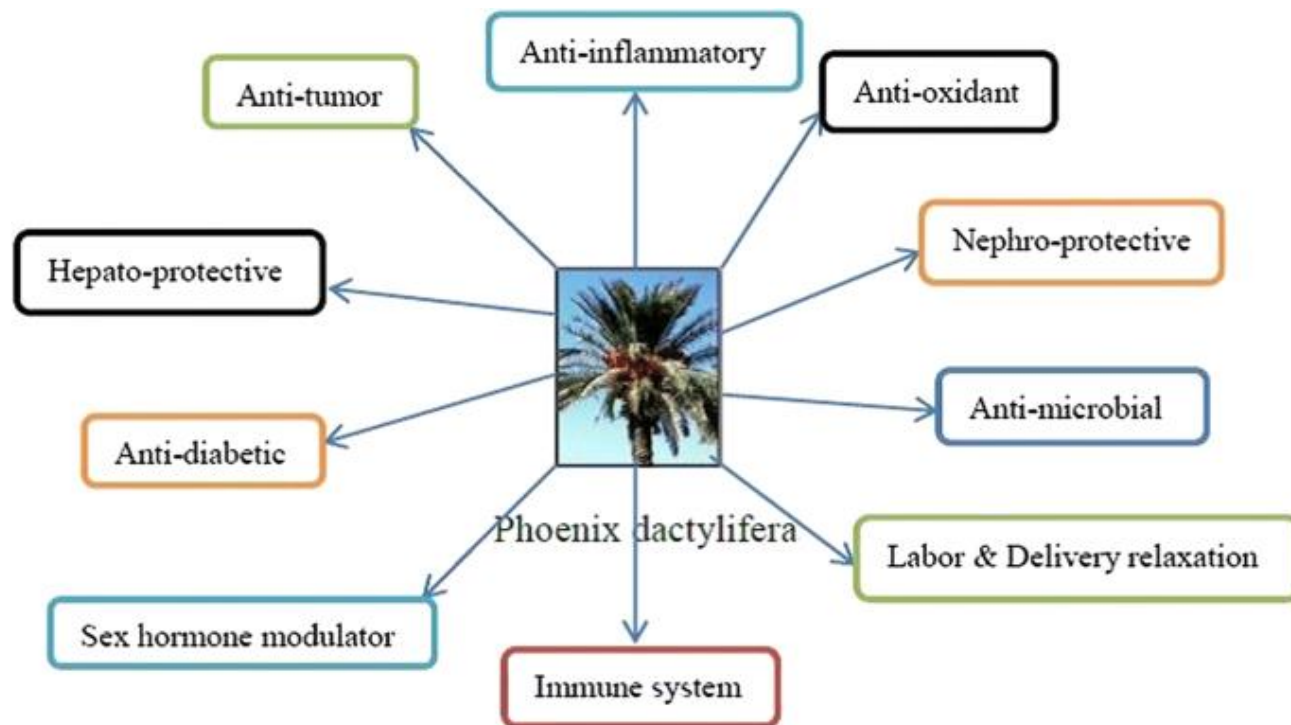 Anti-inflammatory
Anti-tumor
Anti-oxidant
Hepato-protective
Nephro-protective
Anti-diabetic
Anti-microbial
Phoenix dactylifera
Labor & Delivery relaxation
Sex hormone modulator
Immune system